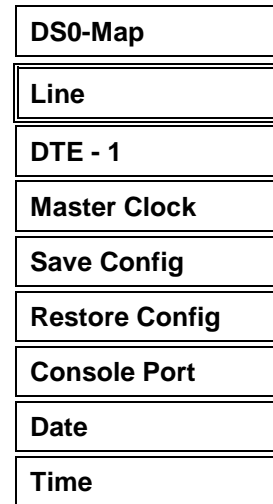 DS0-Map
Line
DTE - 1
Master Clock
Save Config
Restore Config
Console Port
Date
Time